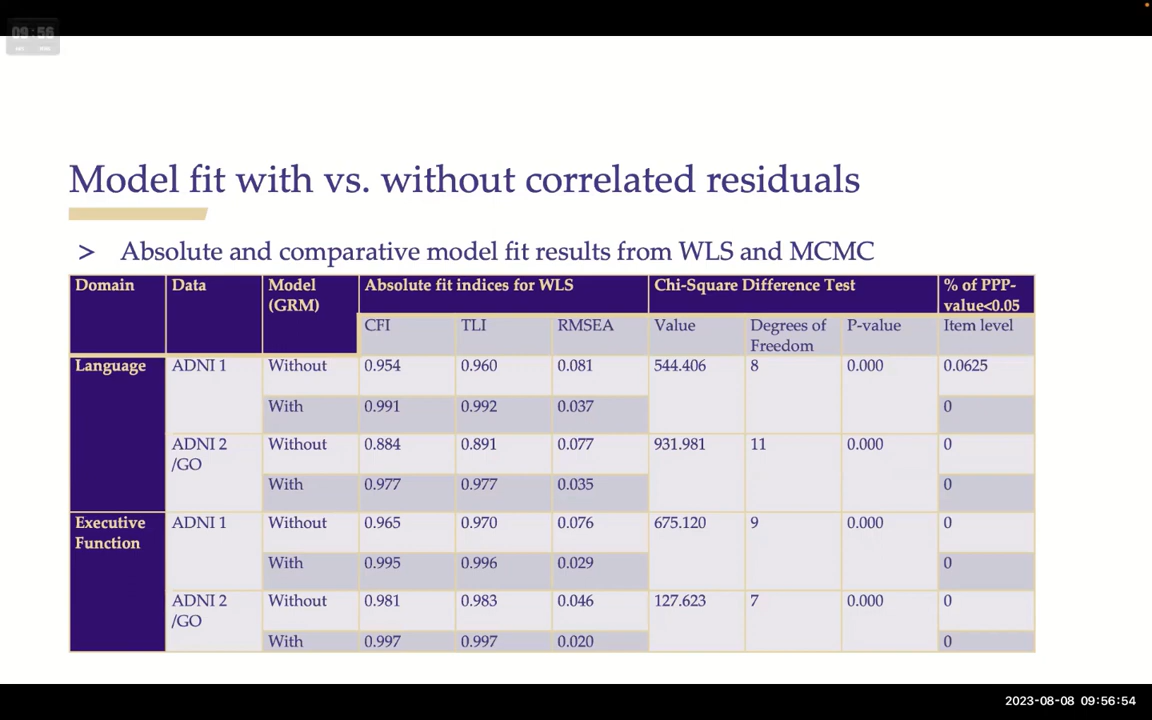 09:56
Model fit with vs. without correlated residuals
> Absolute and comparative model fit results from WLS and MCMC
Domain Data Model (GRM) Absolute fit indices for WLS Chi-Square Difference Test % of PPP-value<0.05
CFI TLI RMSEA Value Degrees of Freedom P-value Item level
Language ADNI 1 Without 0.954 0.960 0.081 544.406 8 0.000 0.0625
With 0.991 0.992 0.037 0
ADNI 2 /GO Without 0.884 0.891 0.077 931.981 11 0.000 0
With 0.977 0.977 0.035 0
Executive Function ADNI 1 Without 0.965 0.970 0.076 675.120 9 0.000 0
With 0.995 0.996 0.029 0
ADNI 2 /GO Without 0.981 0.983 0.046 127.623 7 0.000 0
With 0.997 0.997 0.020 0
2023-08-08 09:56:54